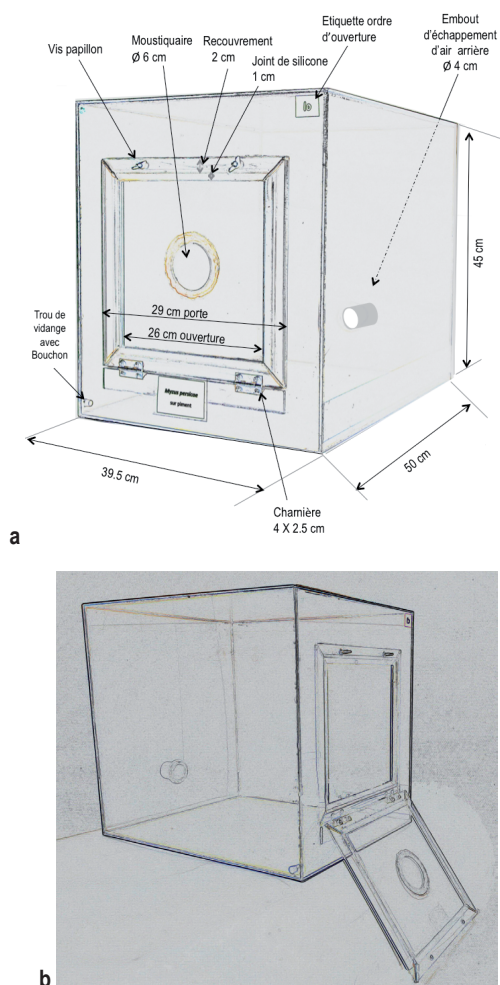 Vis papillon
Moustiquaire
Ø 6 cm
Recouvrement
2 cm
Joint de silicone
1 cm
Etiquette ordre
d'ouverture
Embout
d'échappement
d'air arrière
Ø 4 cm
45 cm
29 cm porte
26 cm ouverture
Trou de
vidange
avec
Bouchon
Myzus persicae
sur piment
39.5 cm
50 cm
Charnière
4 X 2.5 cm
a
b